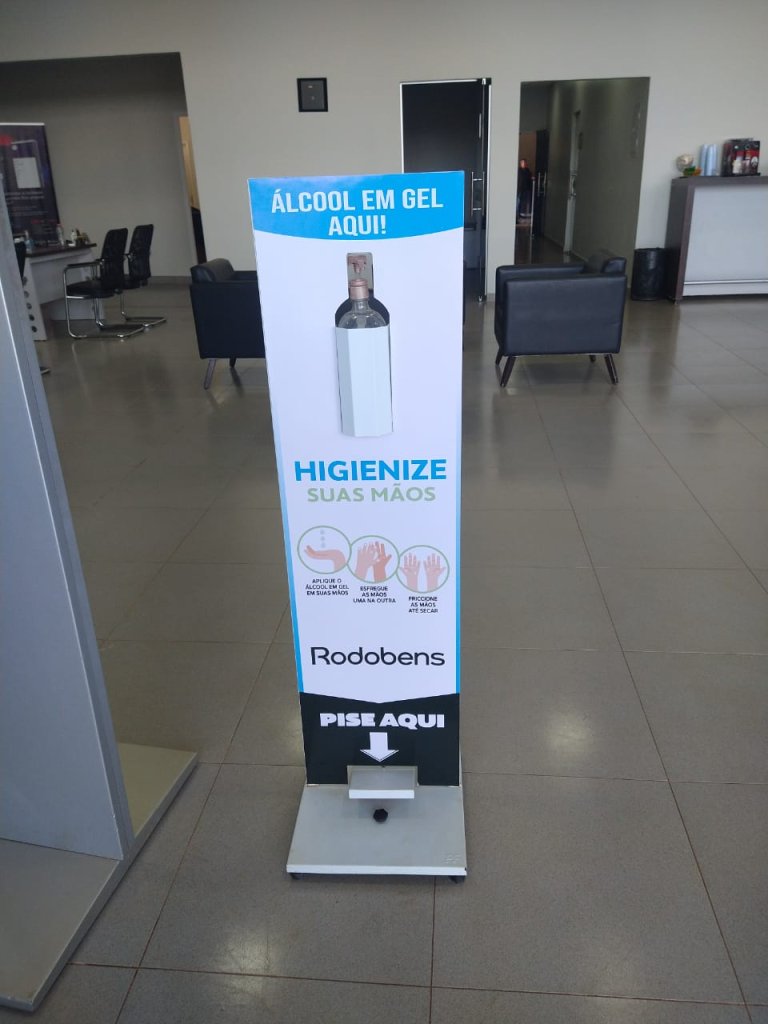 ÁLCOOL EM GEL
AQUI!
HIGIENIZE
SUAS MÃOS
APLIQUE O
ÁLCOOL EM GEL
EM SUAS MÃOS
ESFREGUE
AS MÃOS
UMA NA OUTRA
FRICCIONE
AS MÃOS
ATÉ SECAR
Rodobens
PISE AQUI